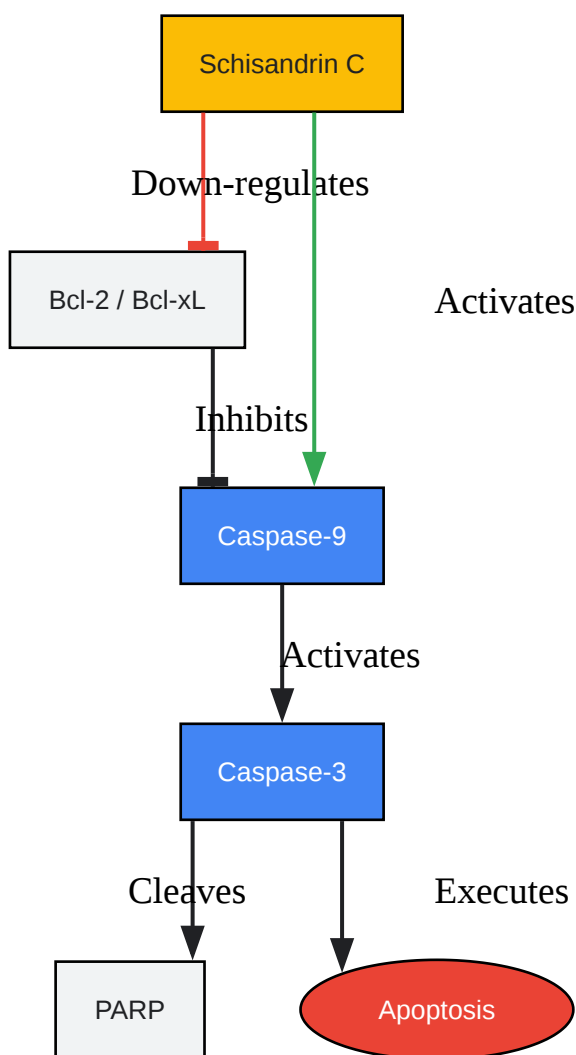 Schisandrin C
Down-regulates
Bcl-2 / Bcl-xL
Activates
Inhibits
Caspase-9
Activates
Caspase-3
Cleaves
Executes
PARP
Apoptosis